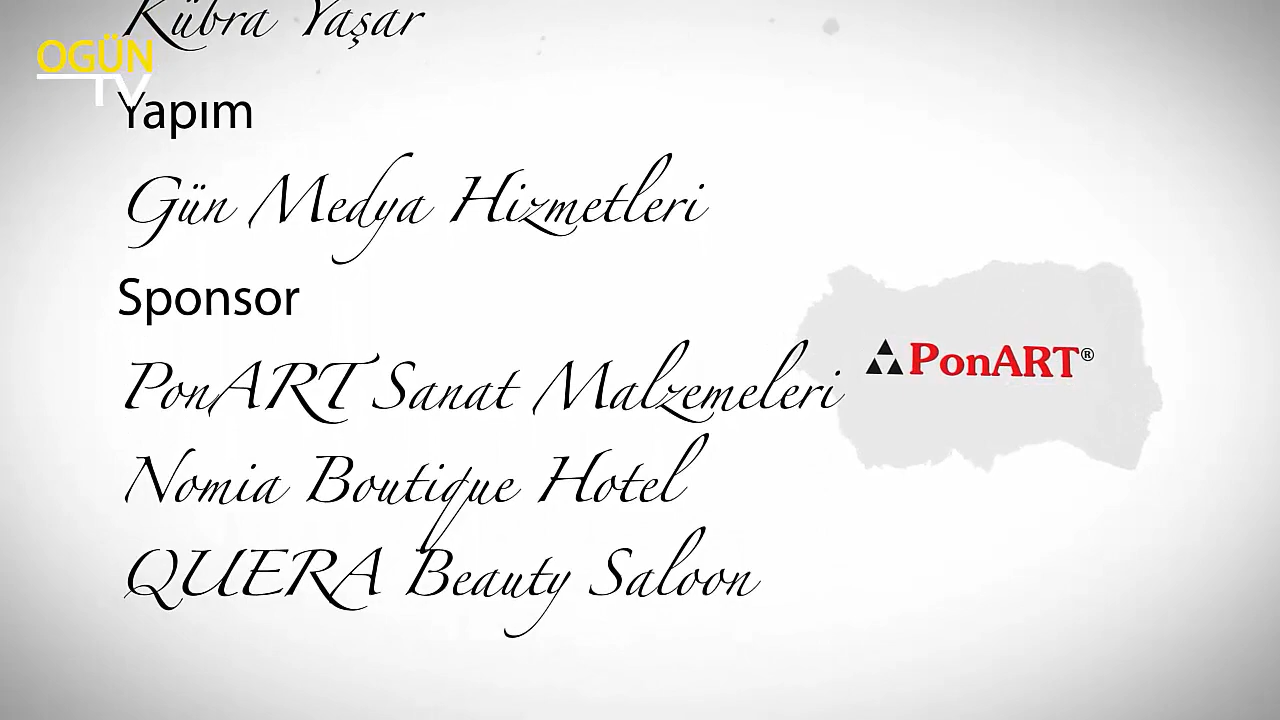 Kübra Yaşar
OGÜN
TV
Yapım
Gün Medya Hizmetleri
Sponsor
PonART Sanat Malzemeleri
PonART®
Nomia Boutique Hotel
QUERA Beauty Saloon